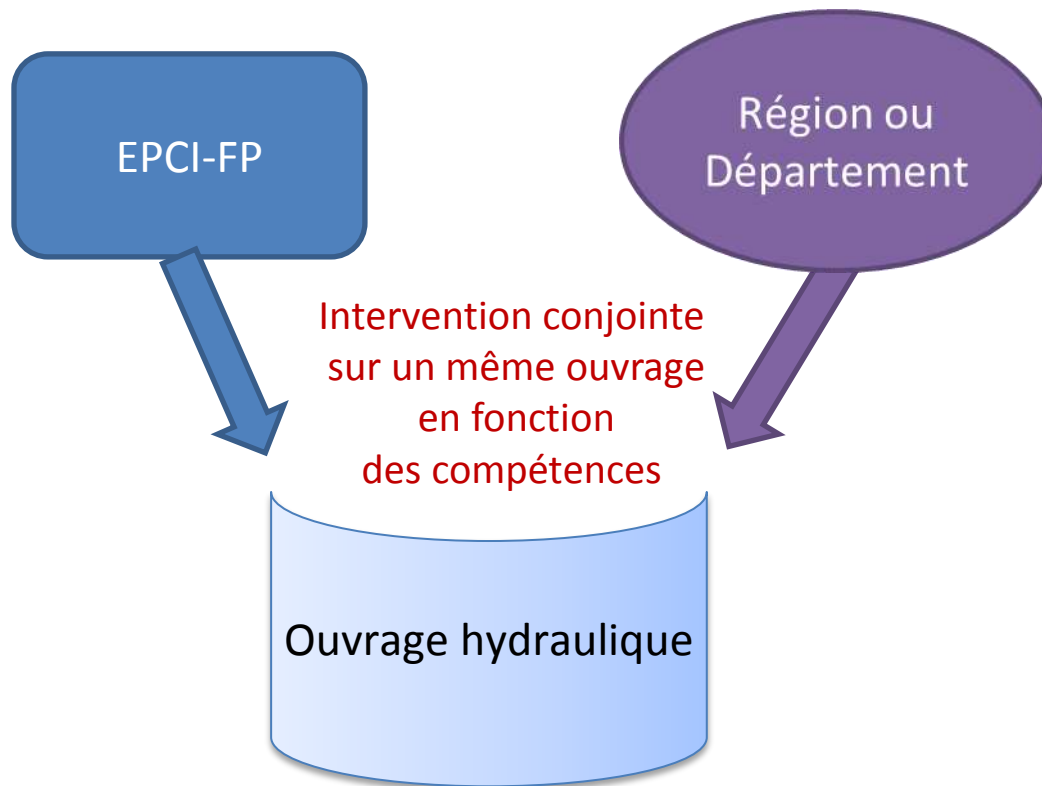 EPCI-FP
Région ou
Département
Intervention conjointe
sur un même ouvrage
en fonction
des compétences
Ouvrage hydraulique